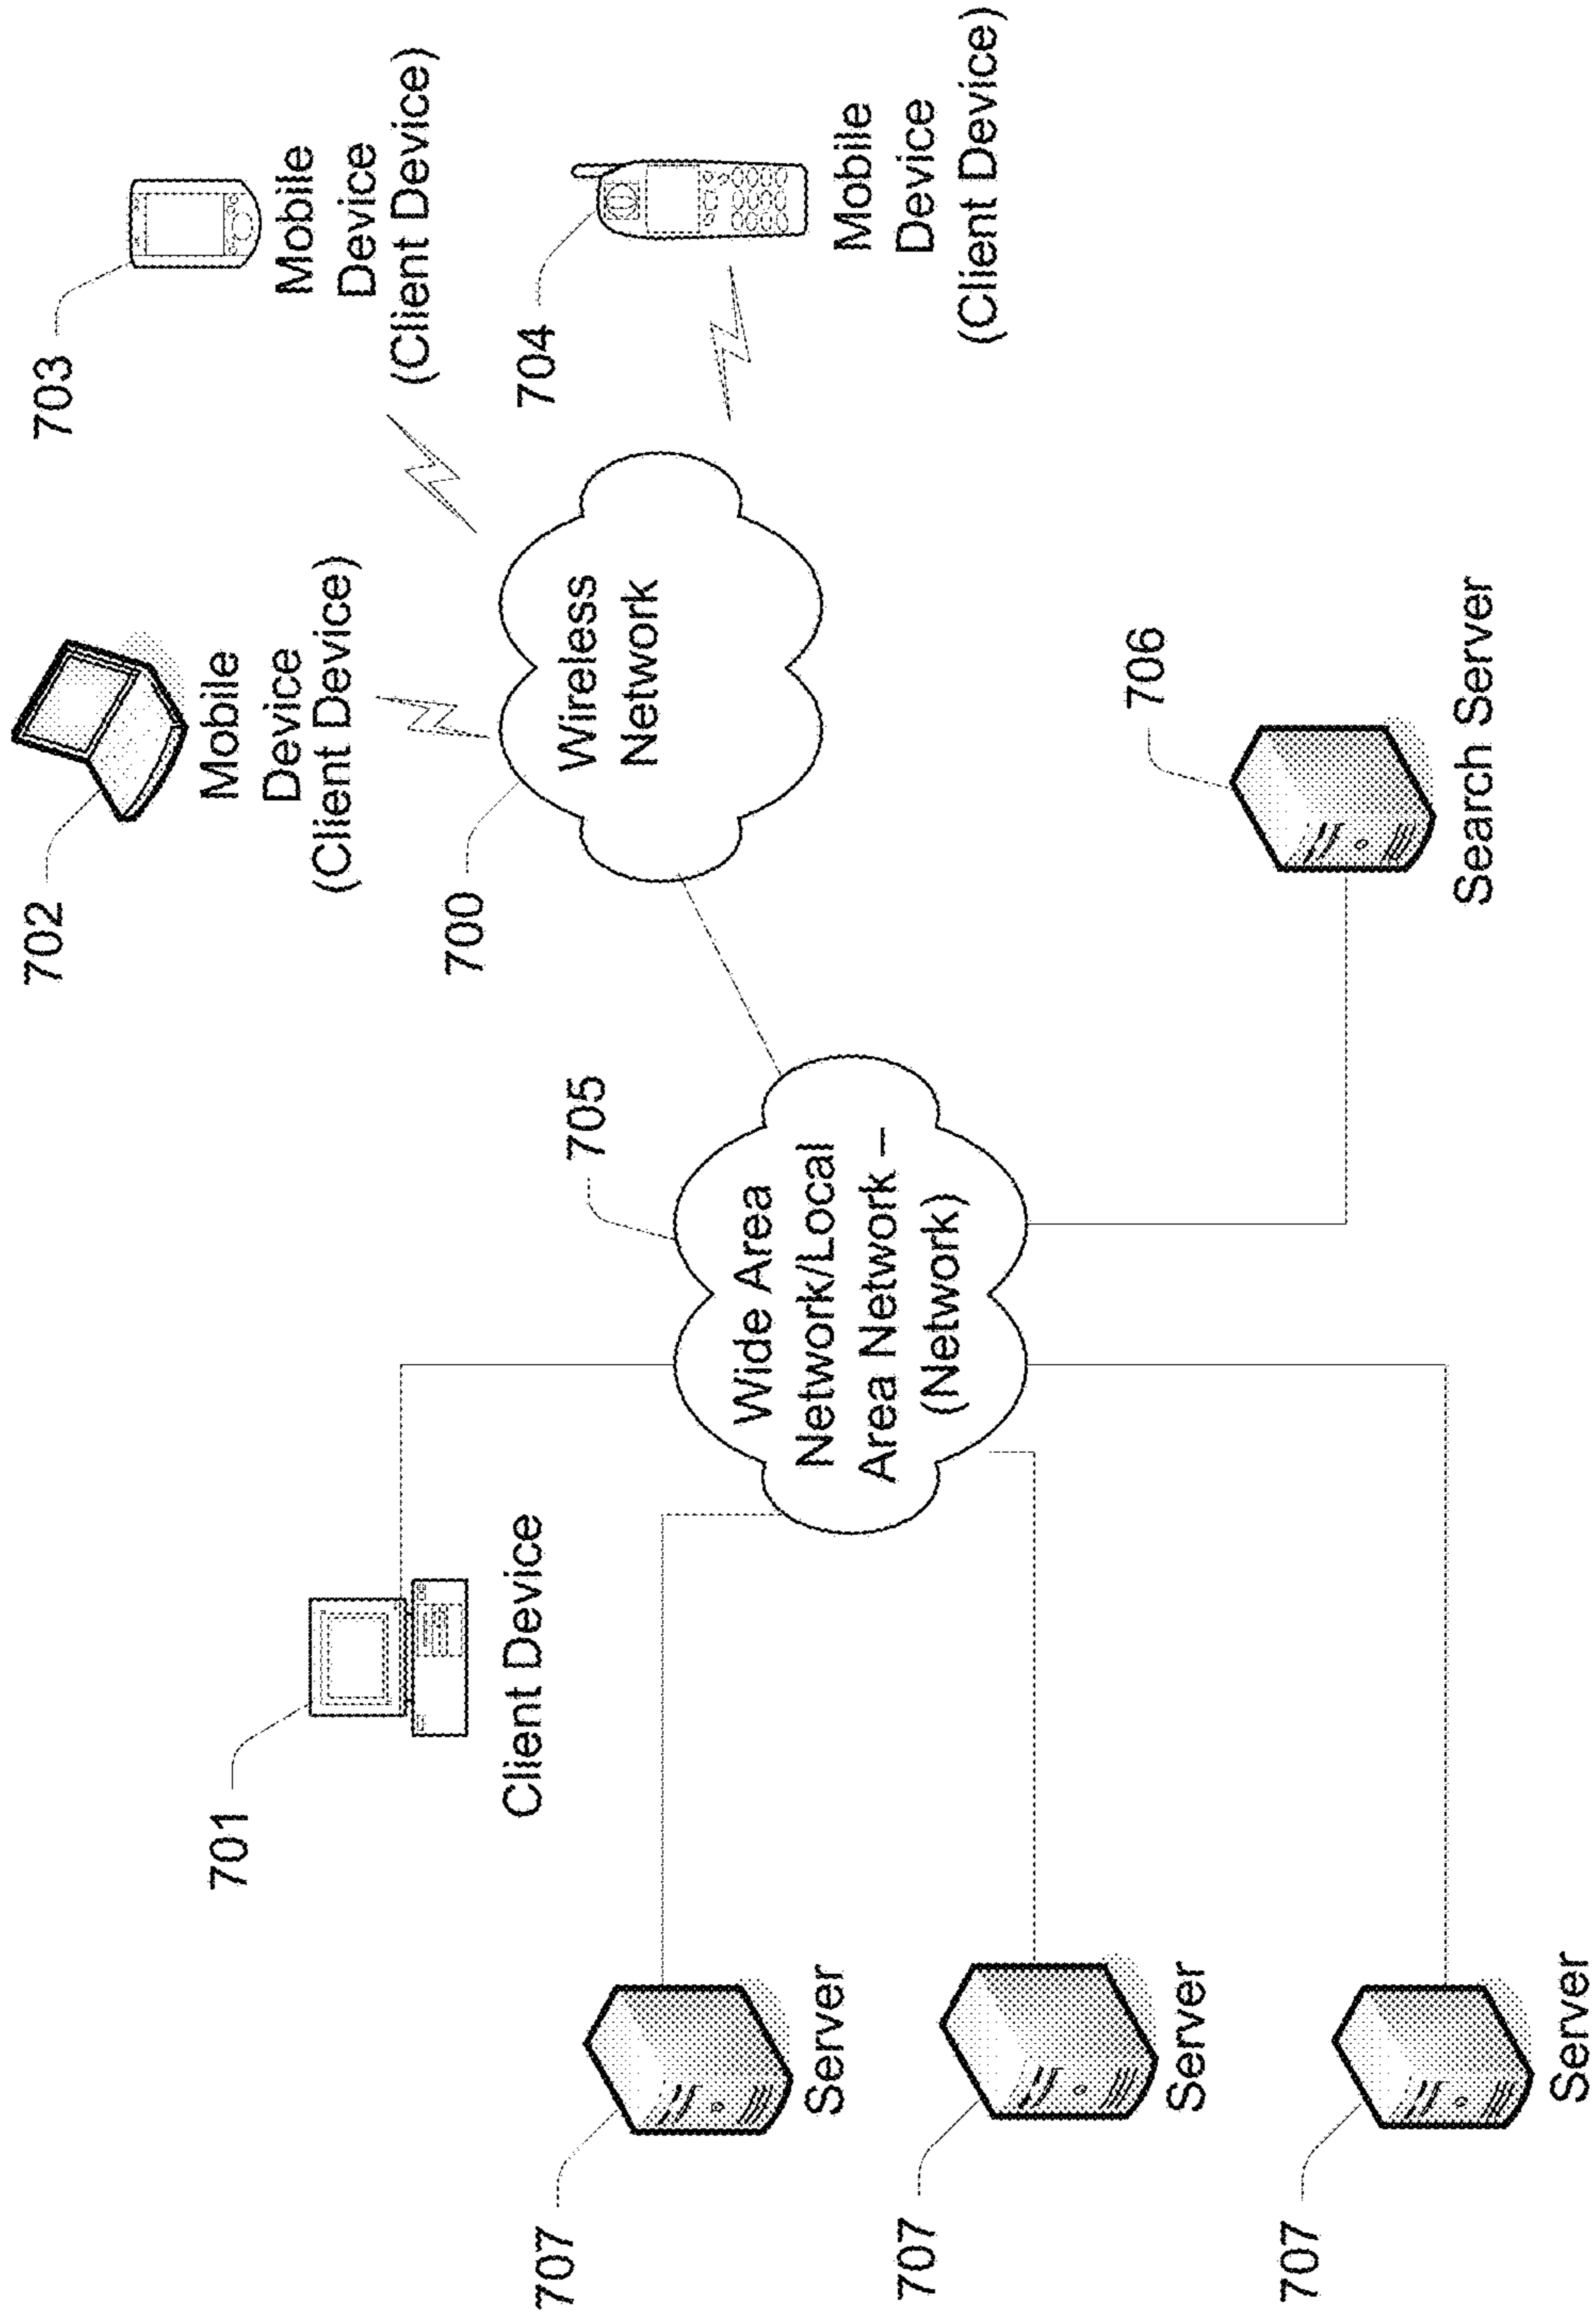 702
Mobile
Device
(Client Device)
703
Mobile
Device
(Client Device)
701
Client Device
700
Wireless
Network
704
Mobile
Device
(Client Device)
705
Wide Area
Network/Local
Area Network –
(Network)
707
Server
707
Server
707
Server
706
Search Server